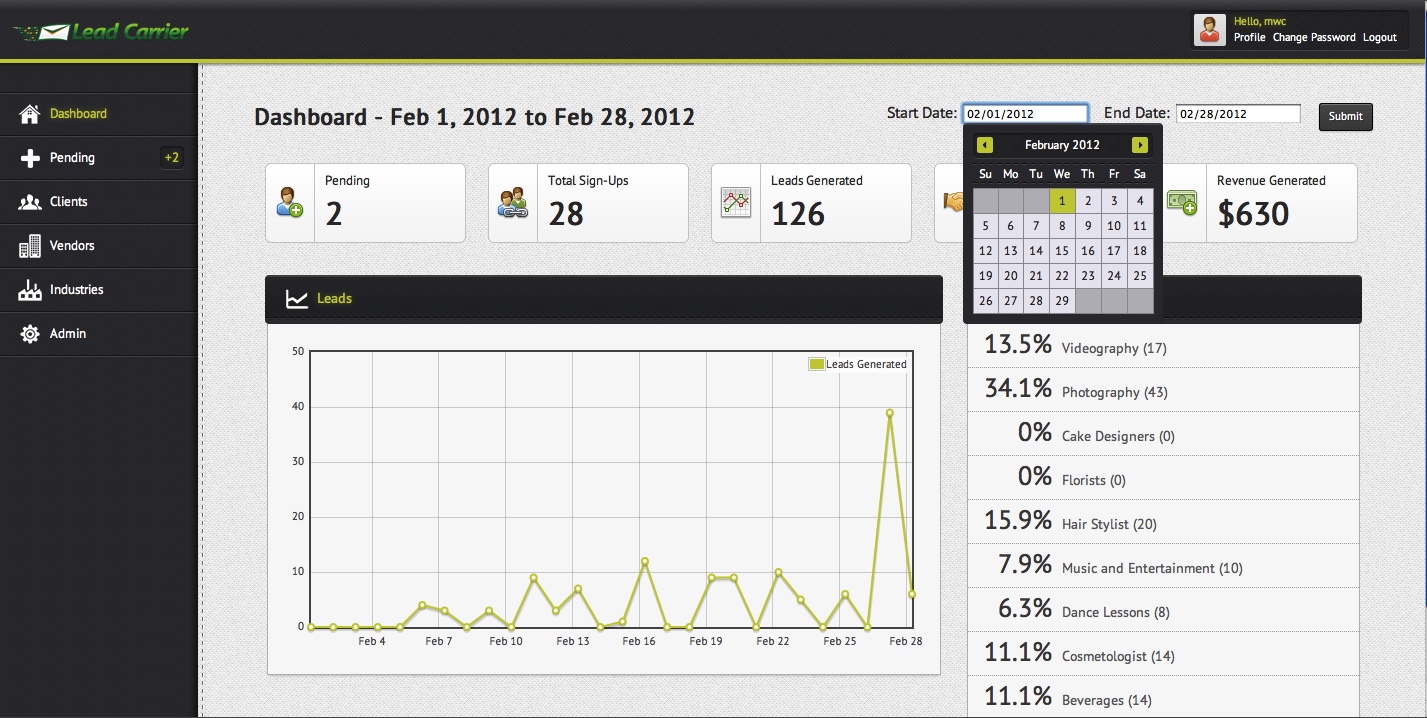 Lead Carrier
Hello, mwc
Profile Change Password Logout
Dashboard
Pending +2
Clients
Vendors
Industries
Admin
Dashboard - Feb 1, 2012 to Feb 28, 2012
Start Date: 02/01/2012 End Date: 02/28/2012 Submit
February 2012
Su Mo Tu We Th Fr Sa
1 2 3 4
5 6 7 8 9 10 11
12 13 14 15 16 17 18
19 20 21 22 23 24 25
26 27 28 29
Pending
2
Total Sign-Ups
28
Leads Generated
126
Revenue Generated
$630
Leads
Leads Generated
50
40
30
20
10
0
Feb 4 Feb 7 Feb 10 Feb 13 Feb 16 Feb 19 Feb 22 Feb 25 Feb 28
13.5% Videography (17)
34.1% Photography (43)
0% Cake Designers (0)
0% Florists (0)
15.9% Hair Stylist (20)
7.9% Music and Entertainment (10)
6.3% Dance Lessons (8)
11.1% Cosmetologist (14)
11.1% Beverages (14)